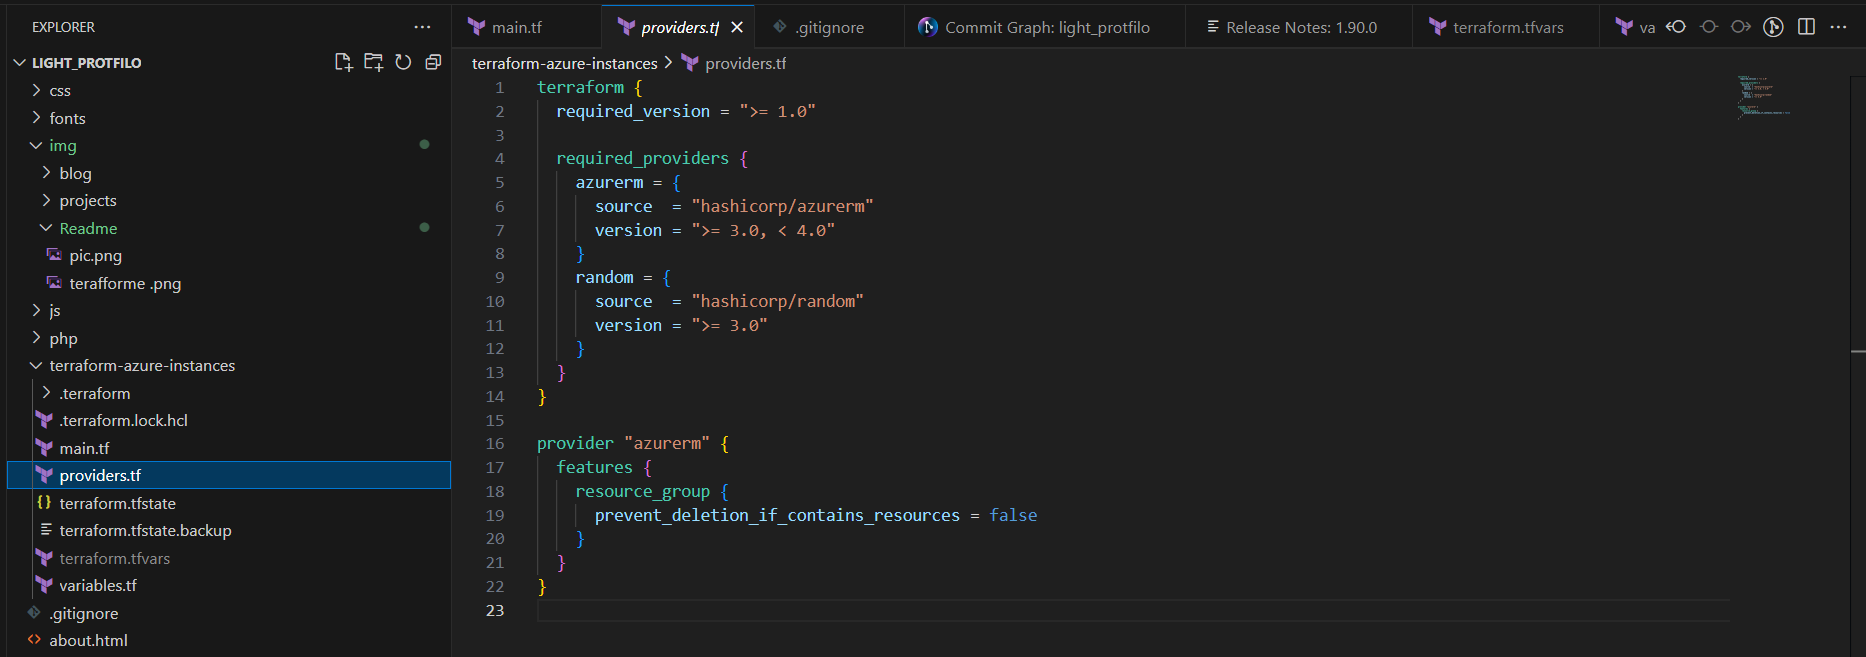 EXPLORER
LIGHT_PROTFILO
css
fonts
img
blog
projects
Readme
pic.png
terafforme .png
js
php
terraform-azure-instances
.terraform
.terraform.lock.hcl
main.tf
providers.tf
terraform.tfstate
terraform.tfstate.backup
terraform.tfvars
variables.tf
.gitignore
about.html
main.tf providers.tf .gitignore Commit Graph: light_protfilo Release Notes: 1.90.0 terraform.tfvars va
terraform-azure-instances > providers.tf
1 terraform {
2   required_version = ">= 1.0"
3
4   required_providers {
5     azurerm = {
6       source  = "hashicorp/azurerm"
7       version = ">= 3.0, < 4.0"
8     }
9     random = {
10       source  = "hashicorp/random"
11       version = ">= 3.0"
12     }
13   }
14 }
15
16 provider "azurerm" {
17   features {
18     resource_group {
19       prevent_deletion_if_contains_resources = false
20     }
21   }
22 }
23